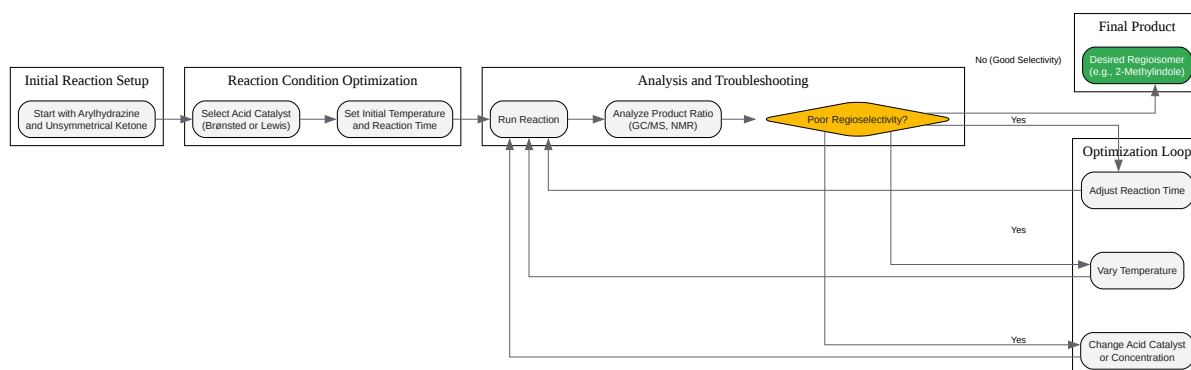 Final Product
No (Good Selectivity)
Desired Regioisomer
(e.g., 2-Methylindole)
Initial Reaction Setup
Reaction Condition Optimization
Analysis and Troubleshooting
Start with Arylhydrazine
and Unsymmetrical Ketone
Select Acid Catalyst
(Brønsted or Lewis)
Set Initial Temperature
and Reaction Time
Run Reaction
Analyze Product Ratio
(GC/MS, NMR)
Poor Regioselectivity?
Yes
Optimization Loop
Adjust Reaction Time
Yes
Vary Temperature
Yes
Change Acid Catalyst
or Concentration